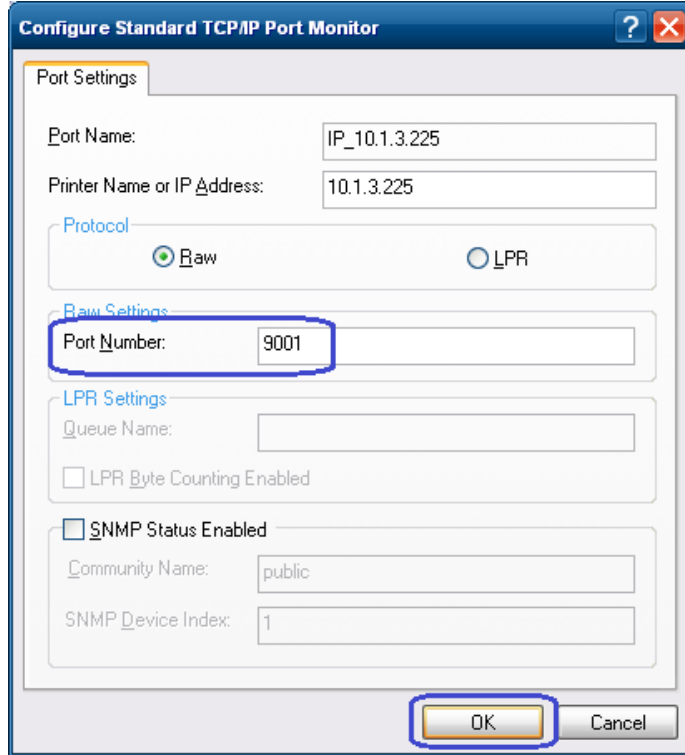 Configure Standard TCP/IP Port Monitor
Port Settings
Port Name: IP_10.1.3.225
Printer Name or IP Address: 10.1.3.225
Protocol
Raw LPR
Raw Settings
Port Number: 9001
LPR Settings
Queue Name:
LPR Byte Counting Enabled
SNMP Status Enabled
Community Name: public
SNMP Device Index: 1
OK Cancel